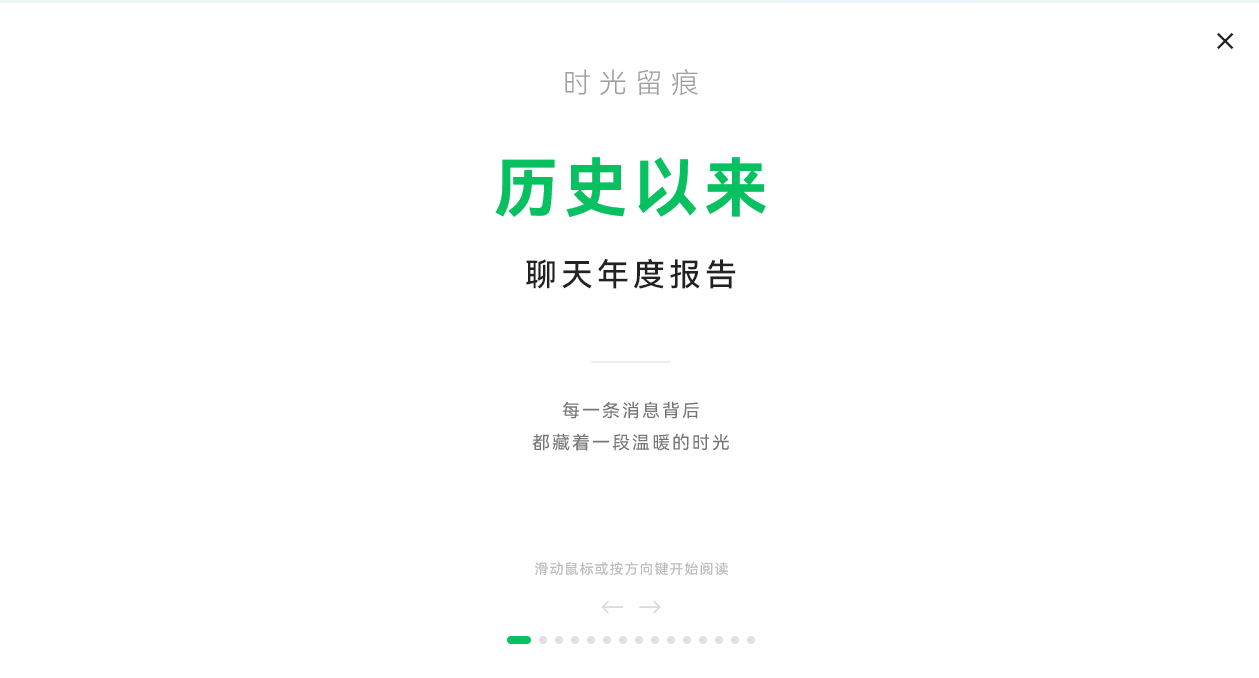 时光留痕
历史以来
聊天年度报告
每一条消息背后
都藏着一段温暖的时光
滑动鼠标或按方向键开始阅读